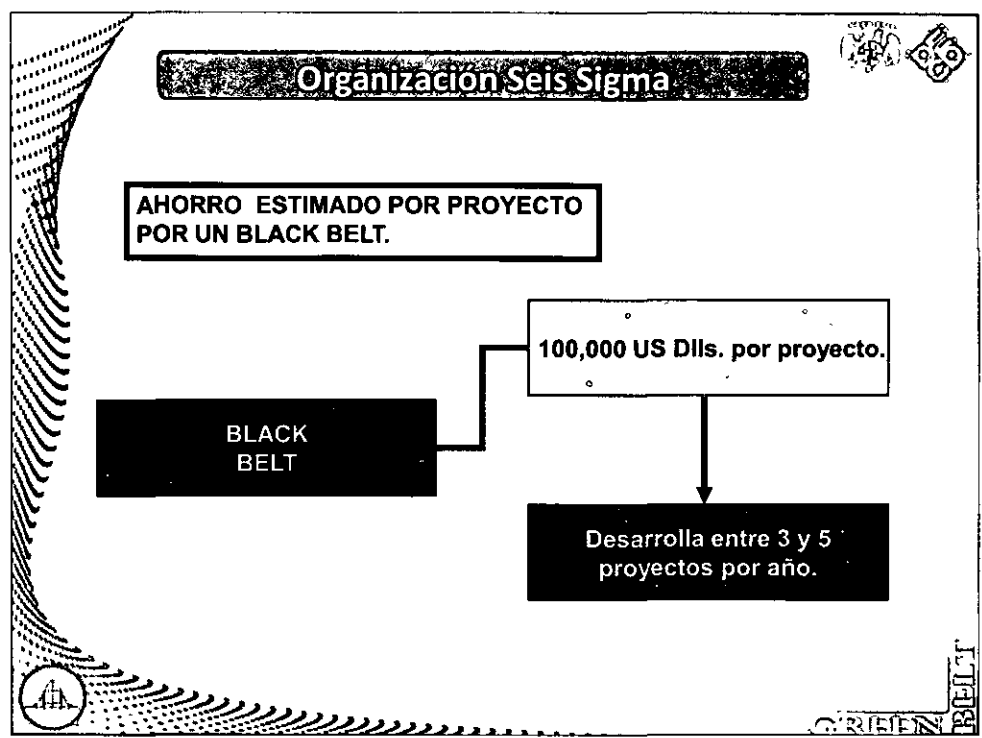 Organización Seis Sigma
AHORRO ESTIMADO POR PROYECTO
POR UN BLACK BELT.
100,000 US Dlls. por proyecto.
BLACK
BELT
Desarrolla entre 3 y 5
proyectos por año.
GREEN
BELT